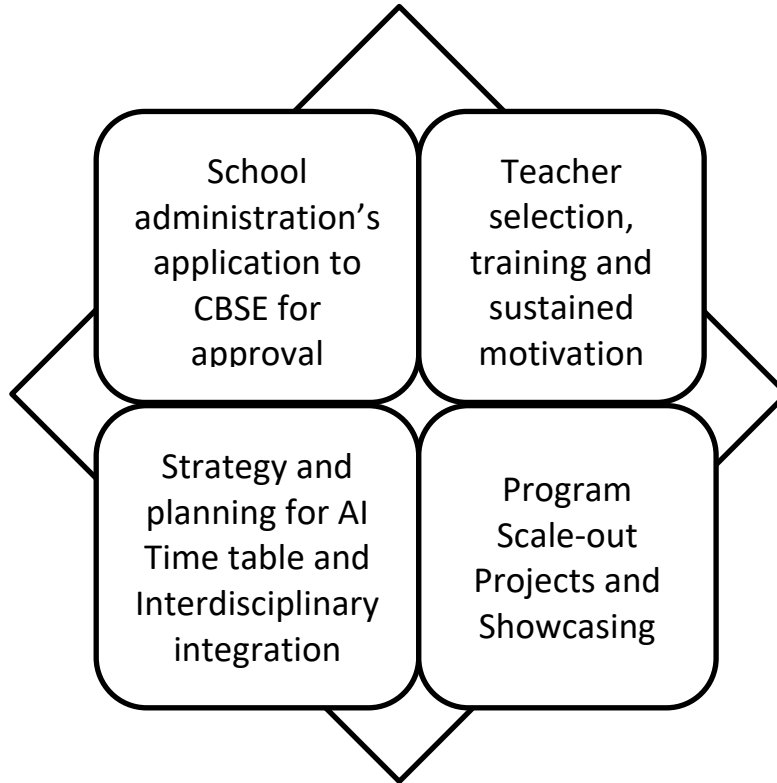 School
administration’s
application to
CBSE for
approval
Teacher
selection,
training and
sustained
motivation
Strategy and
planning for AI
Time table and
Interdisciplinary
integration
Program
Scale-out
Projects and
Showcasing